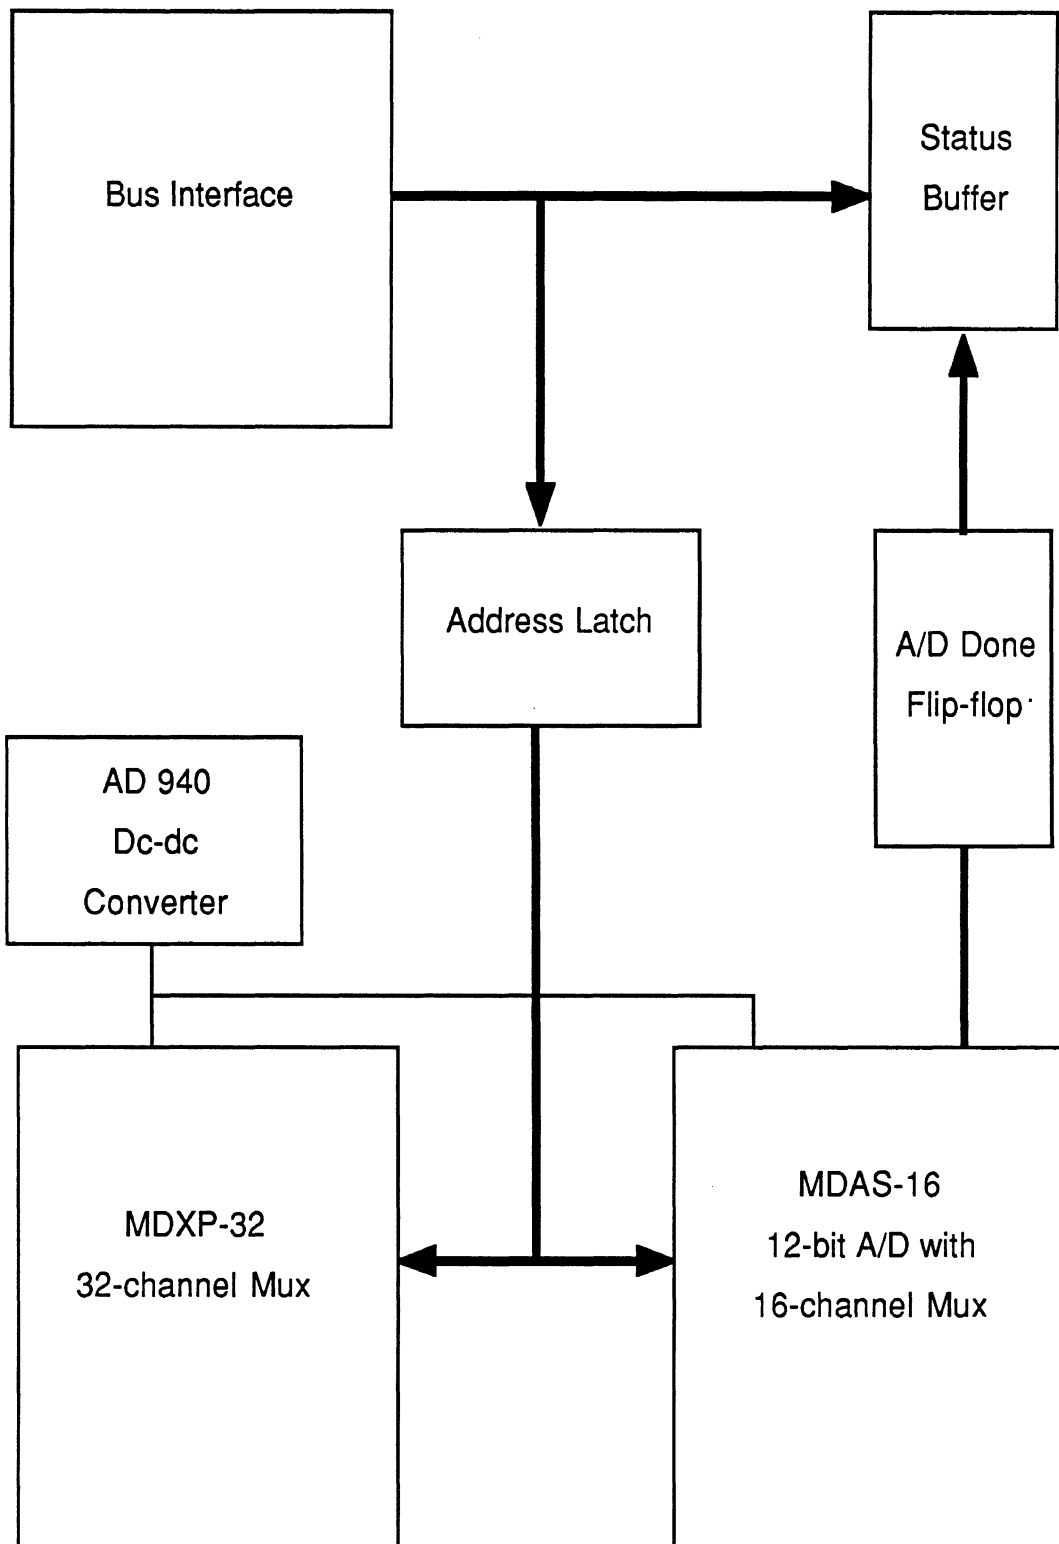 Bus Interface
Status
Buffer
Address Latch
A/D Done
Flip-flop
AD 940
Dc-dc
Converter
MDXP-32
32-channel Mux
MDAS-16
12-bit A/D with
16-channel Mux